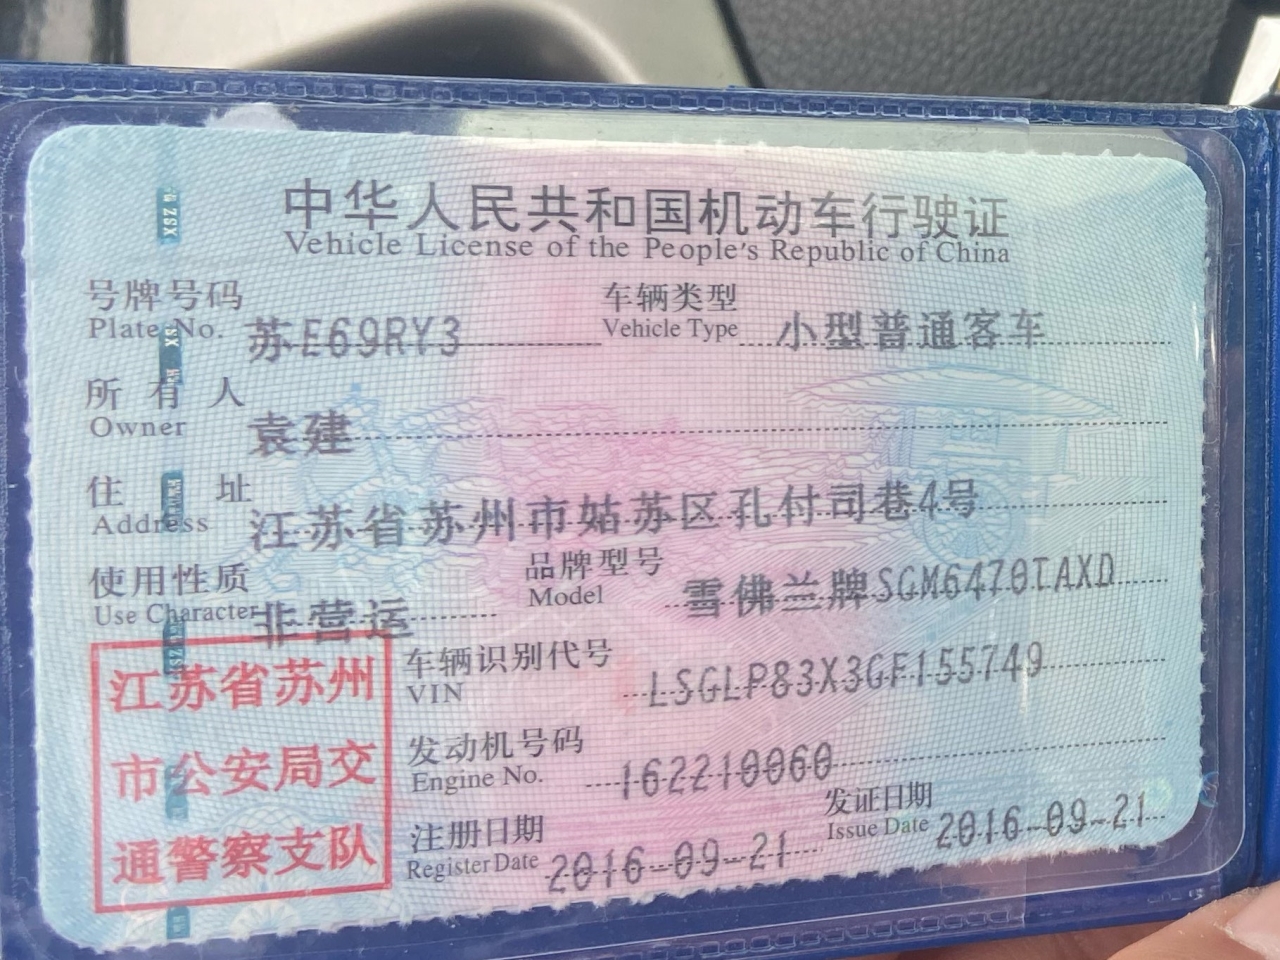 中华人民共和国机动车行驶证
Vehicle License of the People's Republic of China
号牌号码 苏E69RY3 车辆类型 小型普通客车
Plate No. Vehicle Type
所有人 袁建
Owner
住址 江苏省苏州市姑苏区孔付司巷4号
Address
使用性质 非营运 品牌型号 雪佛兰牌SGM6470TAXD
Use Character Model
江苏省苏州
市公安局交
通警察支队
车辆识别代号 LSGLP83X3GF155749
VIN
发动机号码 162210060
Engine No.
注册日期 2016-09-21 发证日期 2016-09-21
Register Date Issue Date